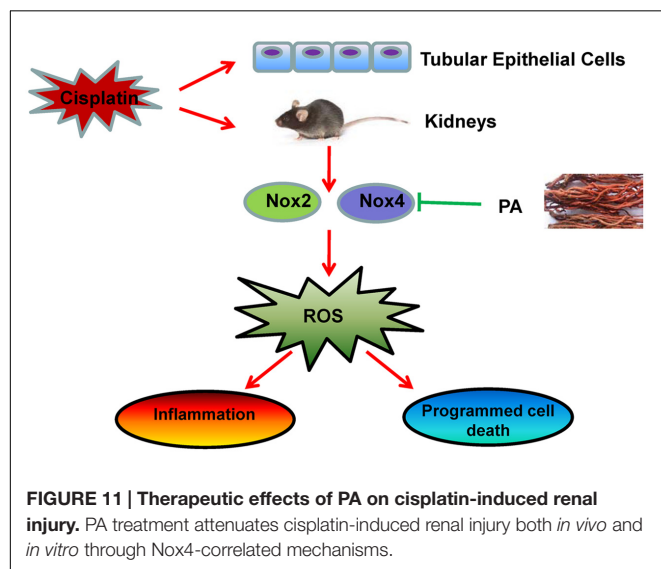 Cisplatin
Tubular Epithelial Cells
Kidneys
Nox2
Nox4
PA
ROS
Inflammation
Programmed cell
death
FIGURE 11 | Therapeutic effects of PA on cisplatin-induced renal
injury. PA treatment attenuates cisplatin-induced renal injury both in vivo and
in vitro through Nox4-correlated mechanisms.